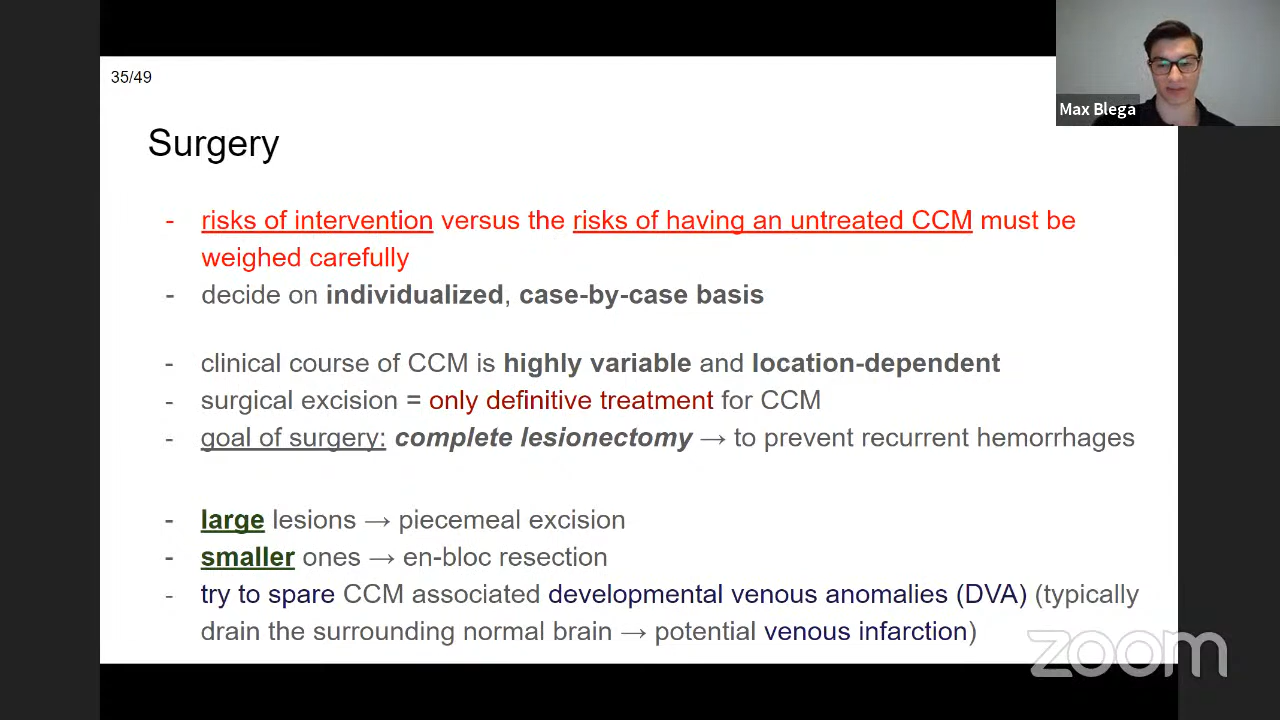 35/49
Max Blega
Surgery
- risks of intervention versus the risks of having an untreated CCM must be
weighed carefully
- decide on individualized, case-by-case basis
- clinical course of CCM is highly variable and location-dependent
- surgical excision = only definitive treatment for CCM
- goal of surgery: complete lesionectomy → to prevent recurrent hemorrhages
- large lesions → piecemeal excision
- smaller ones → en-bloc resection
- try to spare CCM associated developmental venous anomalies (DVA) (typically
drain the surrounding normal brain → potential venous infarction)
zoom